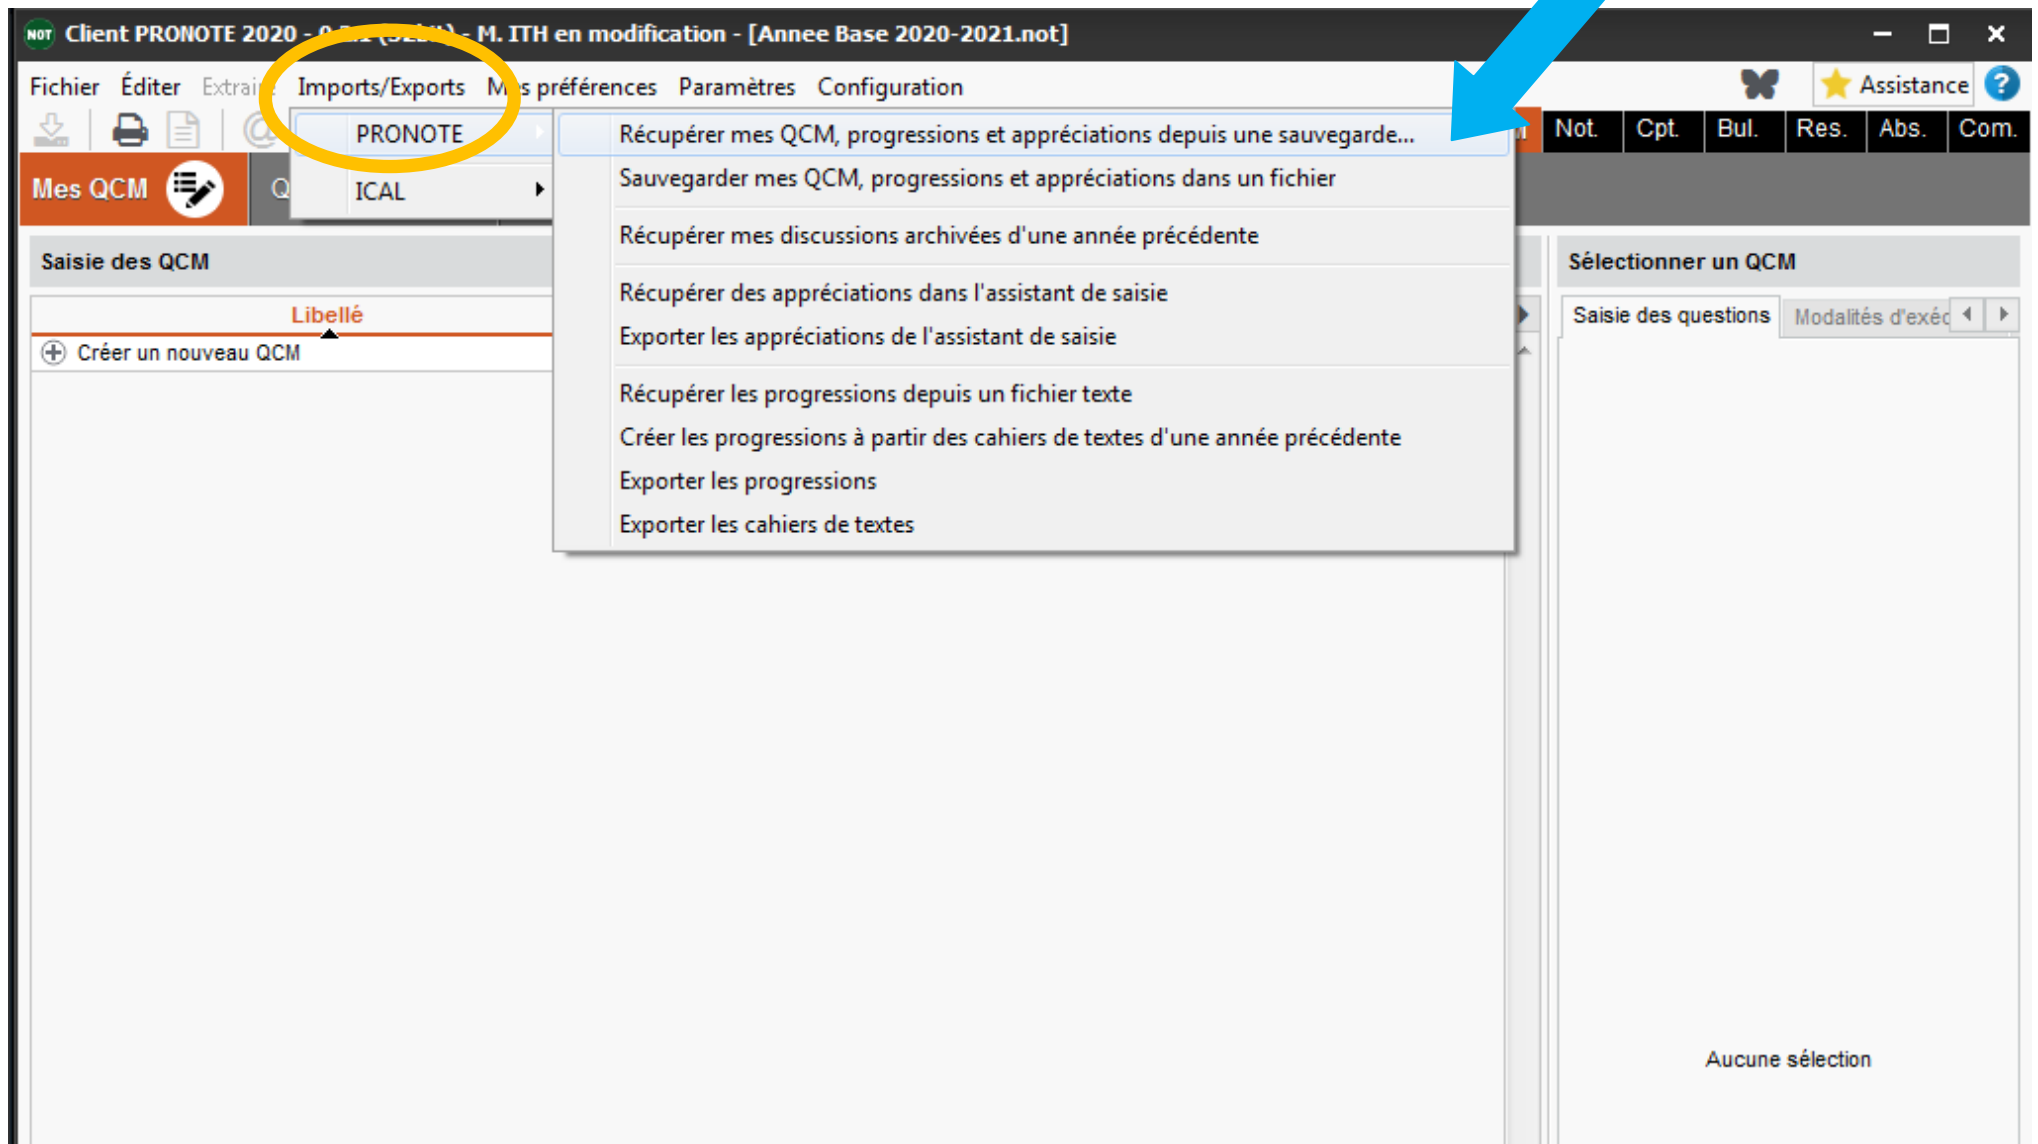 NOT Client PRONOTE 2020 - M. ITH en modification - [Annee Base 2020-2021.not]
Fichier Éditer Imports/Exports Mes préférences Paramètres Configuration Assistance ?
@ Not. Cpt. Bul. Res. Abs. Com.
PRONOTE
ICAL
Récupérer mes QCM, progressions et appréciations depuis une sauvegarde...
Sauvegarder mes QCM, progressions et appréciations dans un fichier
Récupérer mes discussions archivées d'une année précédente
Récupérer des appréciations dans l'assistant de saisie
Exporter les appréciations de l'assistant de saisie
Récupérer les progressions depuis un fichier texte
Créer les progressions à partir des cahiers de textes d'une année précédente
Exporter les progressions
Exporter les cahiers de textes
Mes QCM
Saisie des QCM
Libellé
Créer un nouveau QCM
Sélectionner un QCM
Saisie des questions Modalités d'exéc
Aucune sélection